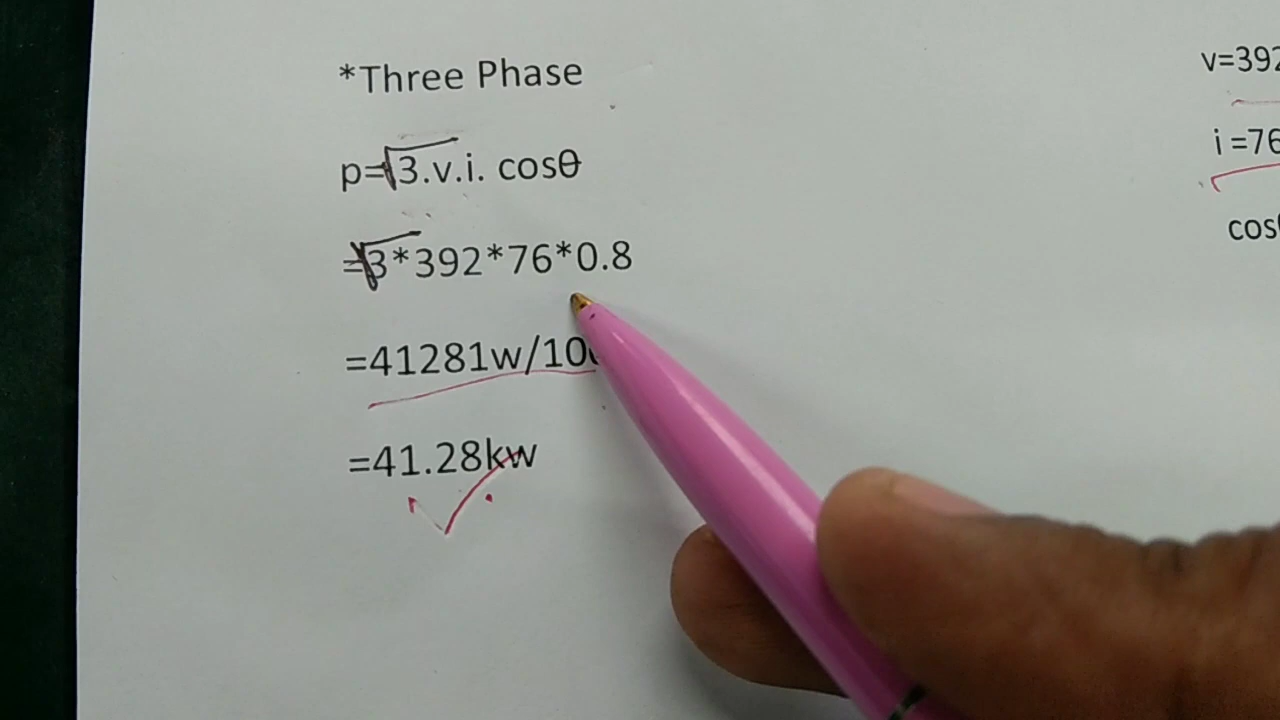 *Three Phase
p=√3.v.i. cosθ
=√3*392*76*0.8
=41281w/10
=41.28kw
v=392
i =76
cos